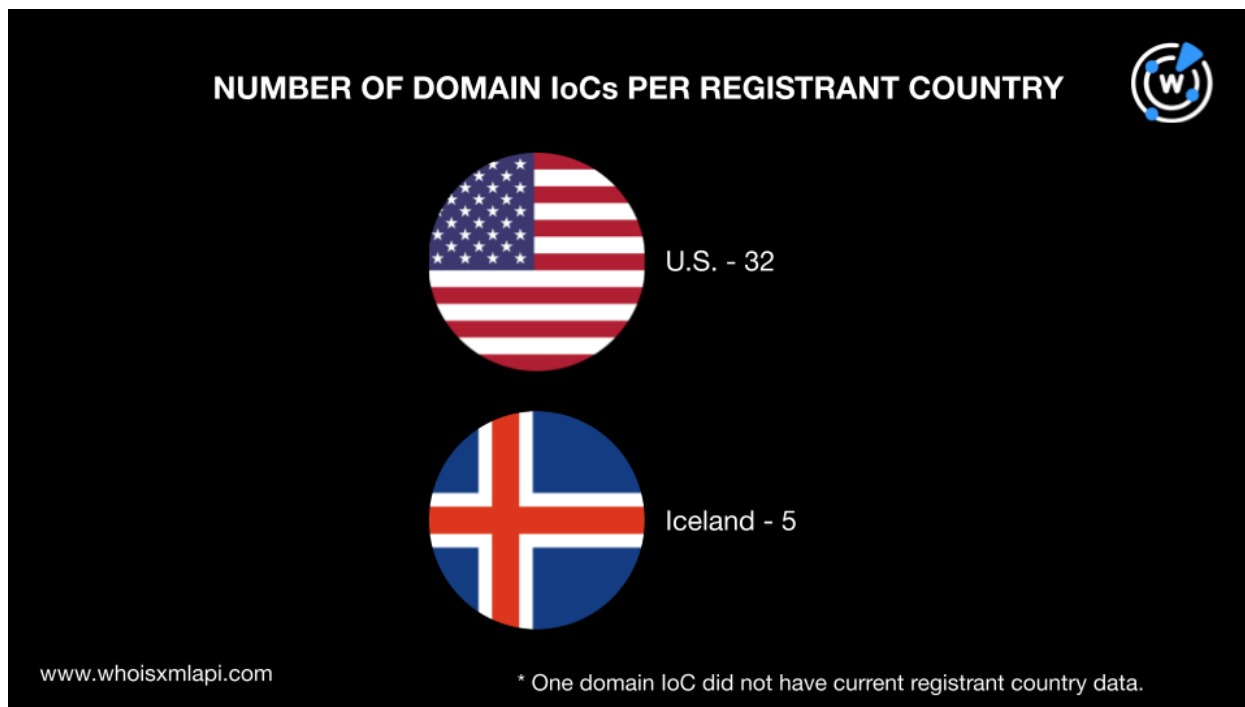 NUMBER OF DOMAIN IoCs PER REGISTRANT COUNTRY
W
U.S. - 32
Iceland - 5
www.whoisxmlapi.com
* One domain IoC did not have current registrant country data.